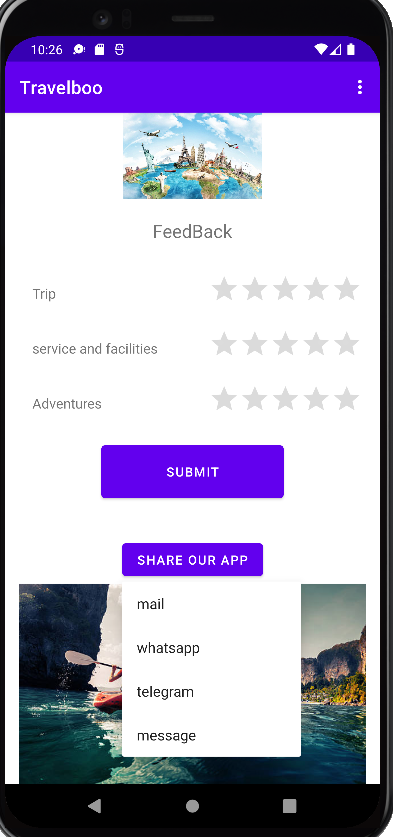 10:26
Travelboo
FeedBack
Trip
service and facilities
Adventures
SUBMIT
SHARE OUR APP
mail
whatsapp
telegram
message